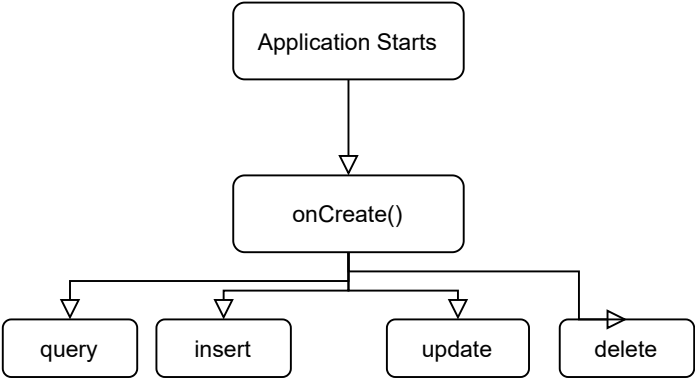 Application Starts
onCreate()
query
insert
update
delete